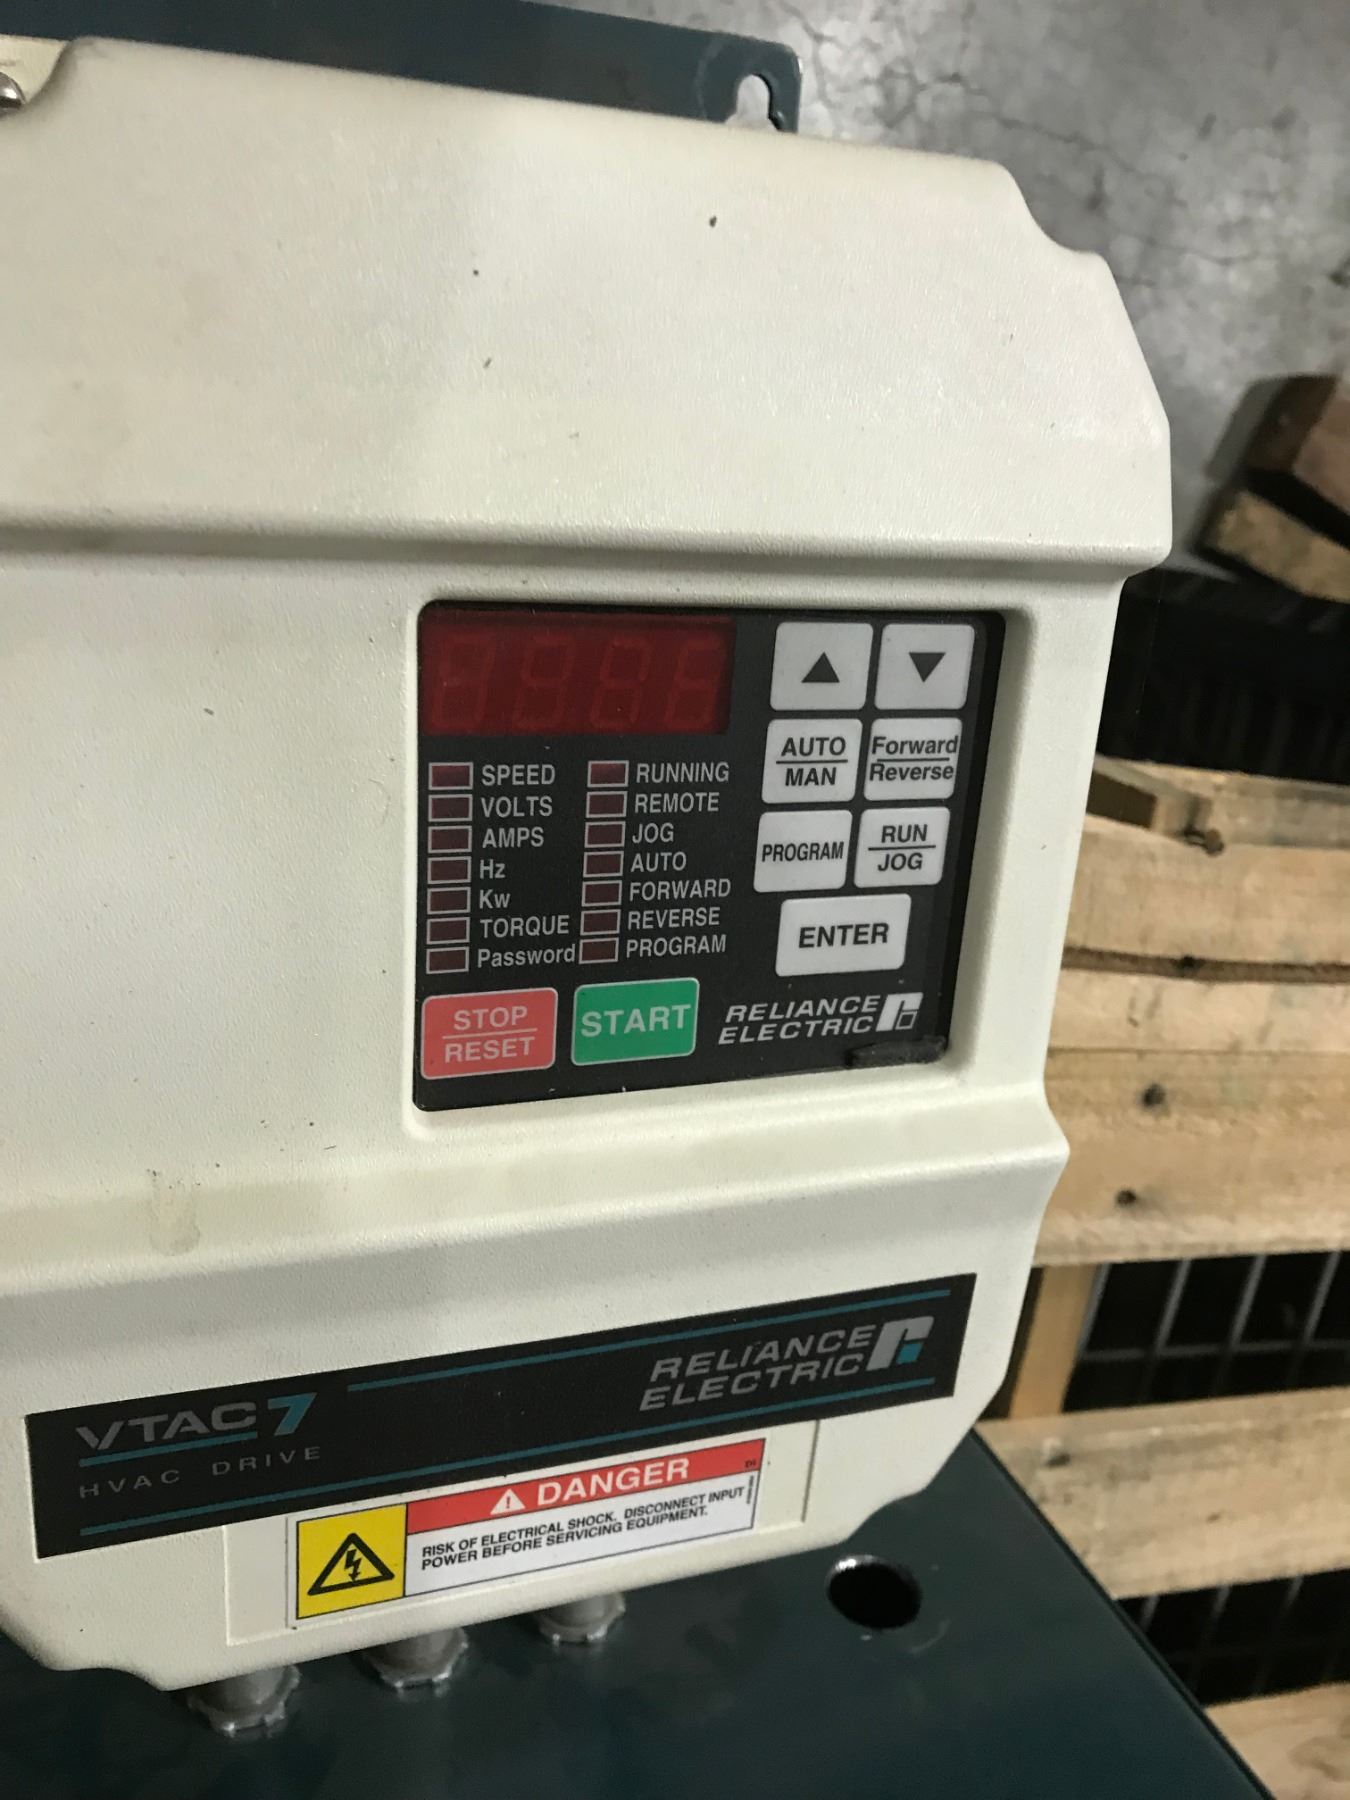 SPEED
VOLTS
AMPS
Hz
Kw
TORQUE
Password
RUNNING
REMOTE
JOG
AUTO
FORWARD
REVERSE
PROGRAM
AUTO
MAN
Forward
Reverse
PROGRAM
RUN
JOG
ENTER
STOP
RESET
START
RELIANCE
ELECTRIC
VTAC 7
HVAC DRIVE
RELIANCE
ELECTRIC
DANGER
RISK OF ELECTRICAL SHOCK. DISCONNECT INPUT
POWER BEFORE SERVICING EQUIPMENT.